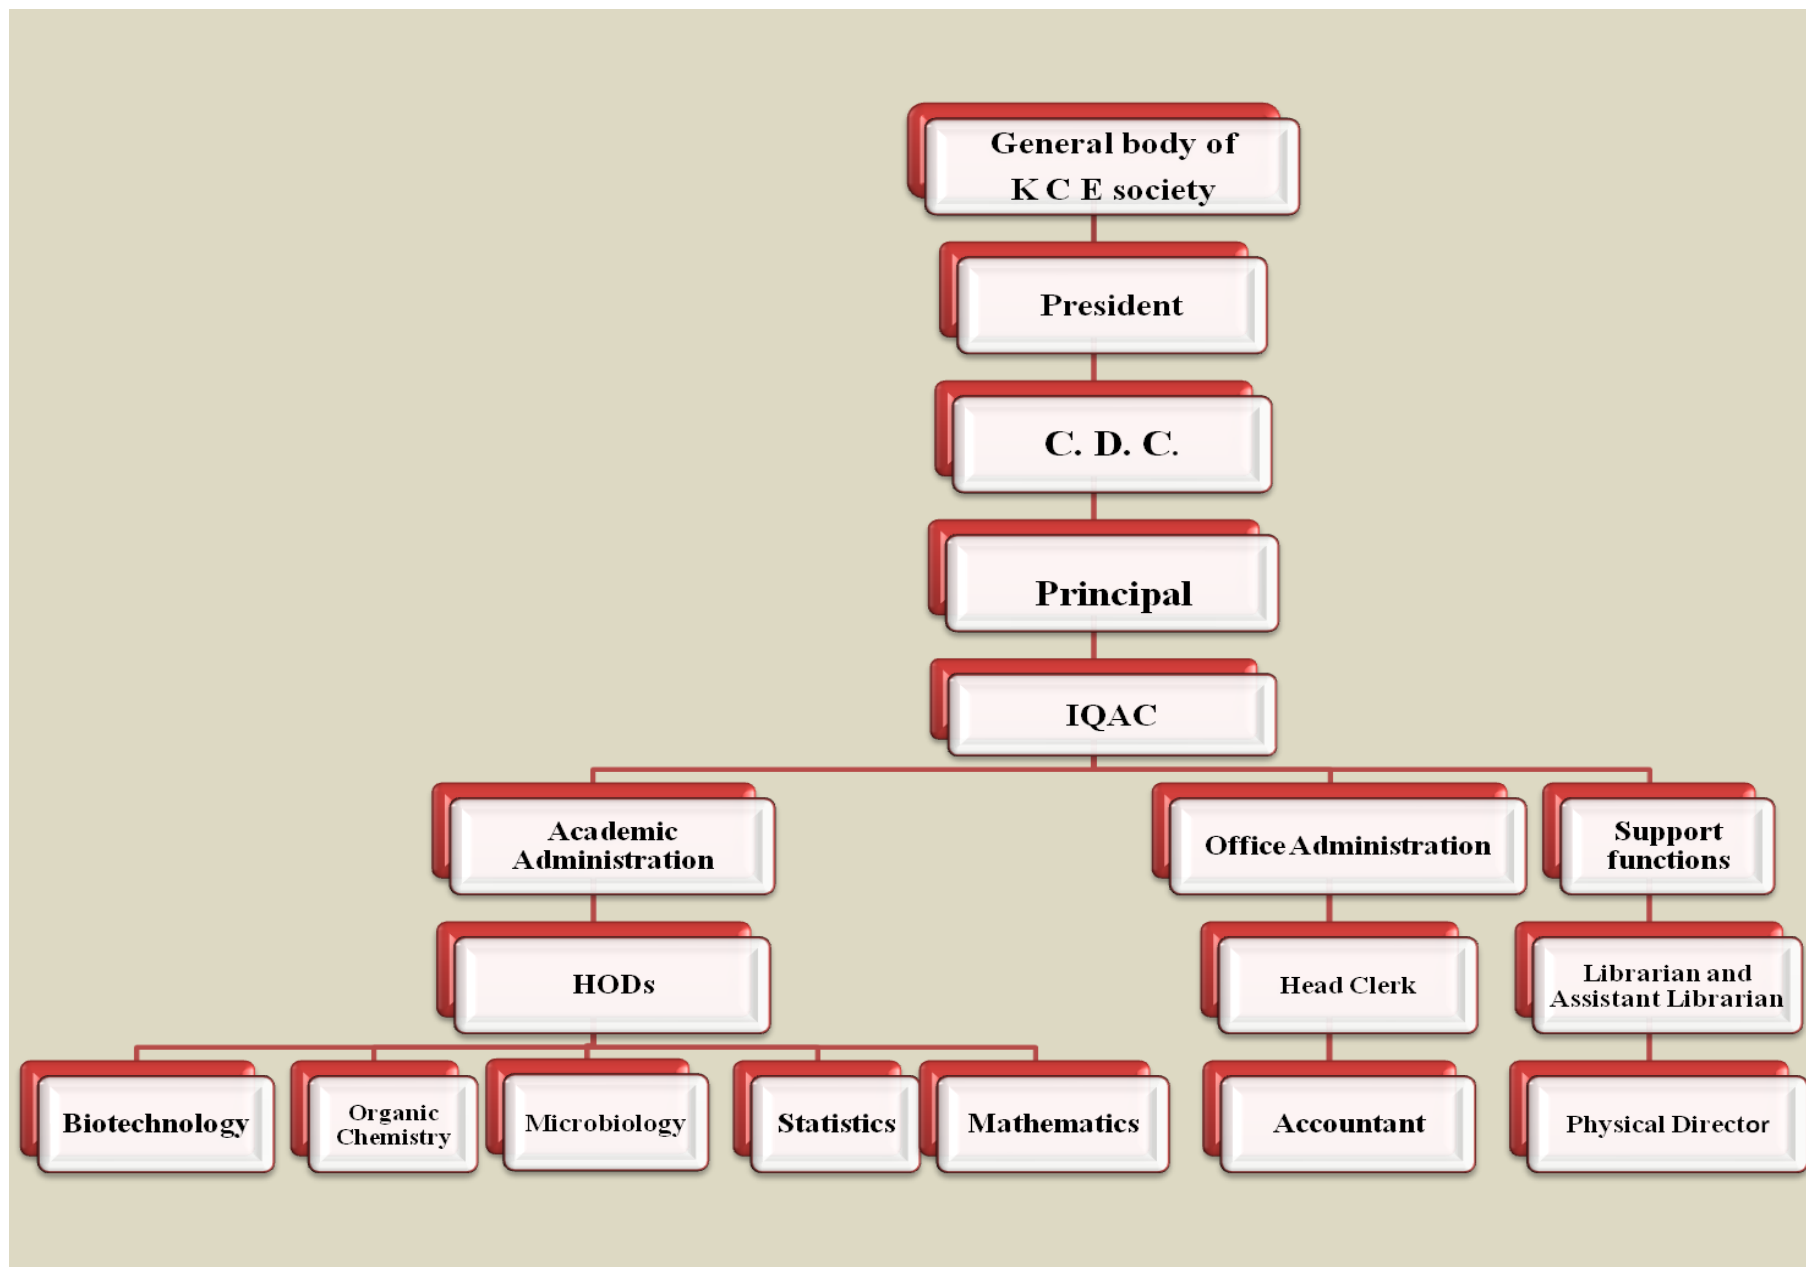 General body of
K C E society
President
C. D. C.
Principal
IQAC
Academic
Administration
Office Administration
Support
functions
HODs
Head Clerk
Librarian and
Assistant Librarian
Biotechnology
Organic
Chemistry
Microbiology
Statistics
Mathematics
Accountant
Physical Director